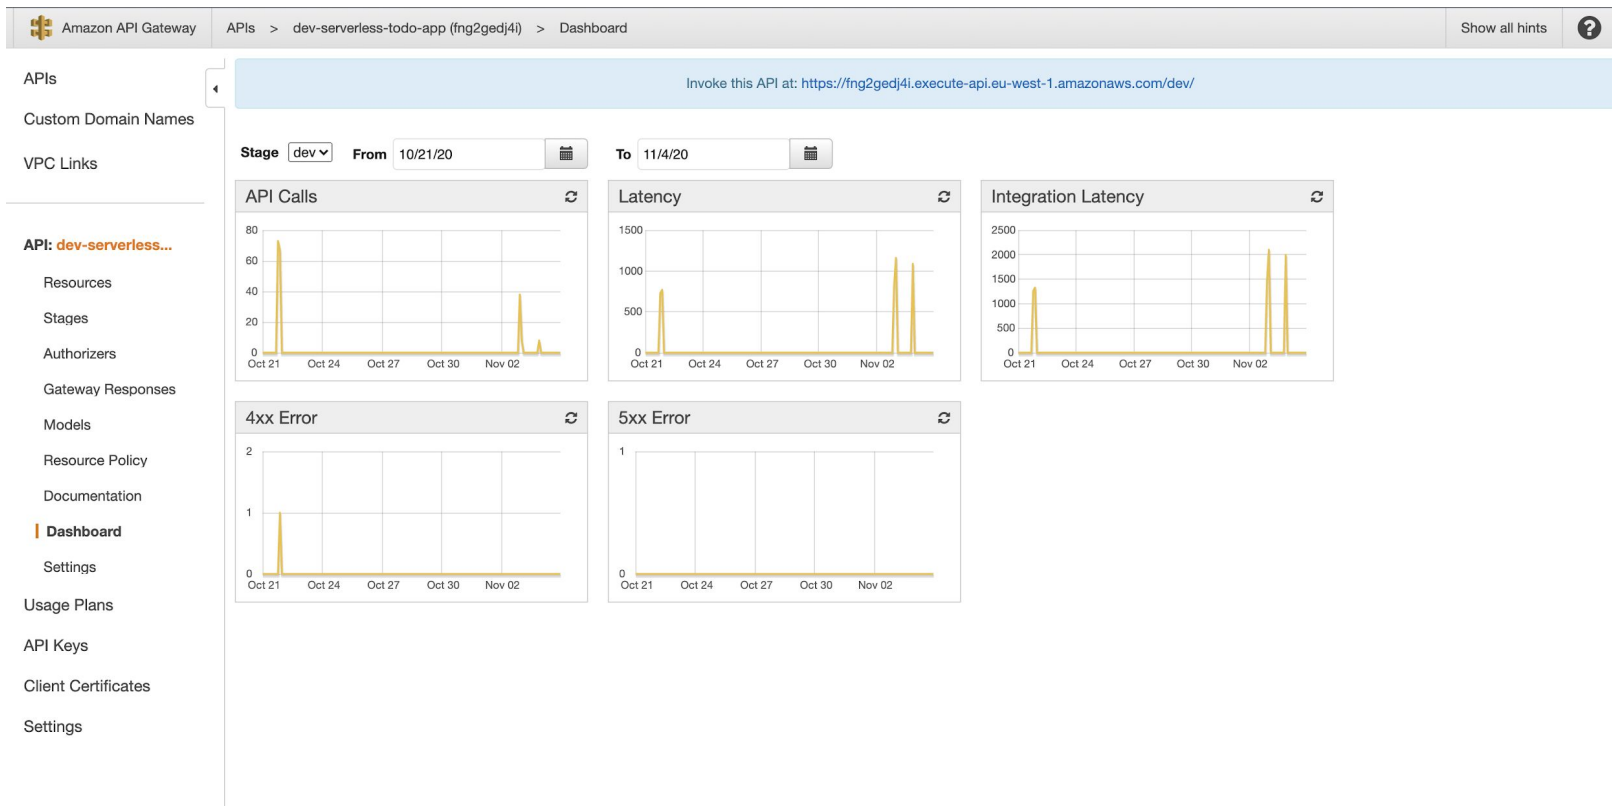 Amazon API Gateway APIs > dev-serverless-todo-app (fng2gedj4i) > Dashboard Show all hints ?
APIs
Custom Domain Names
VPC Links
API: dev-serverless...
Resources
Stages
Authorizers
Gateway Responses
Models
Resource Policy
Documentation
Dashboard
Settings
Usage Plans
API Keys
Client Certificates
Settings
Invoke this API at: https://fng2gedj4i.execute-api.eu-west-1.amazonaws.com/dev/
Stage dev From 10/21/20 To 11/4/20
API Calls
80
60
40
20
0
Oct 21 Oct 24 Oct 27 Oct 30 Nov 02
Latency
1500
1000
500
0
Oct 21 Oct 24 Oct 27 Oct 30 Nov 02
Integration Latency
2500
2000
1500
1000
500
0
Oct 21 Oct 24 Oct 27 Oct 30 Nov 02
4xx Error
2
1
0
Oct 21 Oct 24 Oct 27 Oct 30 Nov 02
5xx Error
1
0
Oct 21 Oct 24 Oct 27 Oct 30 Nov 02